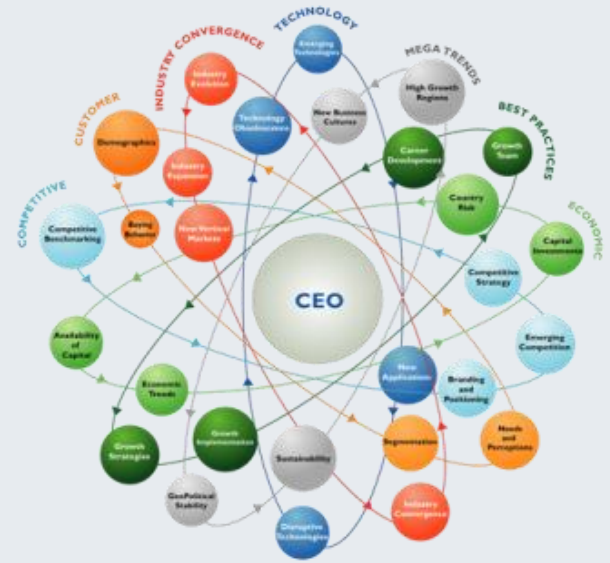 TECHNOLOGY
INDUSTRY CONVERGENCE
MEGA TRENDS
CUSTOMER
BEST PRACTICES
COMPETITIVE
ECONOMIC
Emerging
Technologies
Industry
Evolution
High Growth
Regions
Technology
Obsolescence
New Business
Cultures
Demographics
Career
Development
Growth
Team
Industry
Expansion
Country
Risk
Competitive
Benchmarking
Buying
Behavior
New Vertical
Markets
Capital
Investments
Competitive
Strategy
CEO
Availability
of
Capital
Emerging
Competition
Economic
Trends
New
Applications
Branding
and
Positioning
Growth
Strategies
Growth
Implementation
Sustainability
Segmentation
Needs
and
Perceptions
GeoPolitical
Stability
Industry
Convergence
Disruptive
Technologies